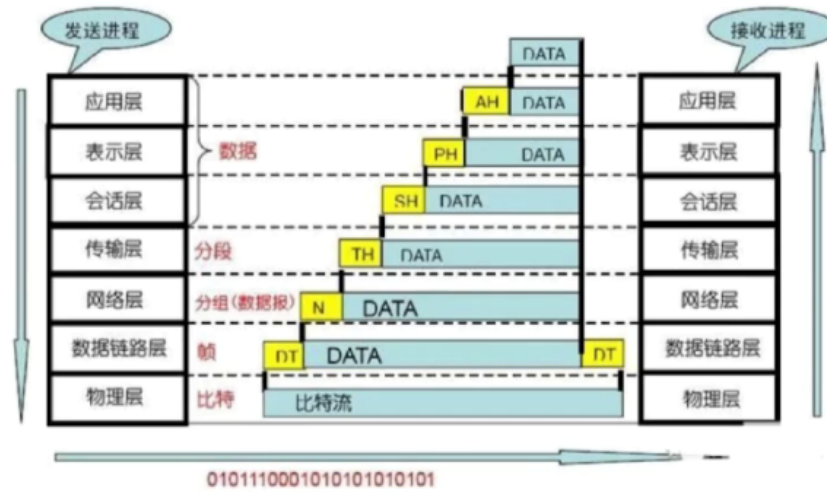 发送进程
接收进程
DATA
应用层
AH
DATA
应用层
表示层
数据
PH
DATA
表示层
会话层
SH
DATA
会话层
传输层
分段
TH
DATA
传输层
网络层
分组(数据报)
N
DATA
网络层
数据链路层
帧
DT
DATA
DT
数据链路层
物理层
比特
比特流
物理层
0101110001010101010101